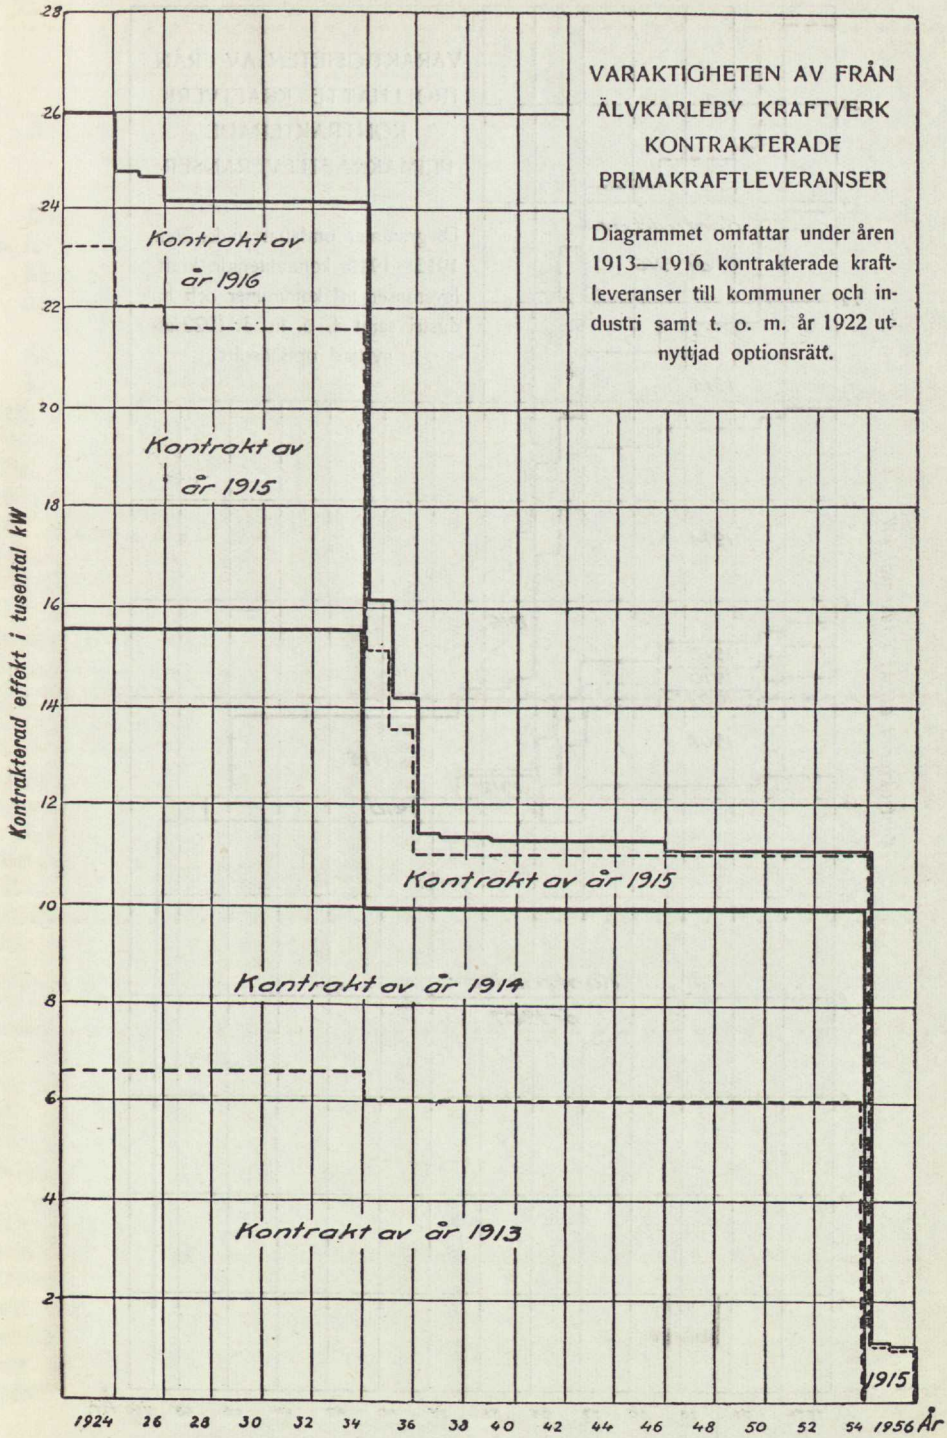 VARAKTIGHETEN AV FRÅN
ÄLVKARLEBY KRAFTVERK
KONTRAKTERADE
PRIMAKRAFTLEVERANSER
Diagrammet omfattar under åren
1913—1916 kontrakterade kraft-
leveranser till kommuner och in-
dustri samt t. o. m. år 1922 ut-
nyttjad optionsrätt.
Kontrakterad effekt i tusental kW
28
26
24
22
20
18
16
14
12
10
8
6
4
2
Kontrakt av
år 1916
Kontrakt av
år 1915
Kontrakt av år 1915
Kontrakt av år 1914
Kontrakt av år 1913
1915
1924 26 28 30 32 34 36 38 40 42 44 46 48 50 52 54 1956 År